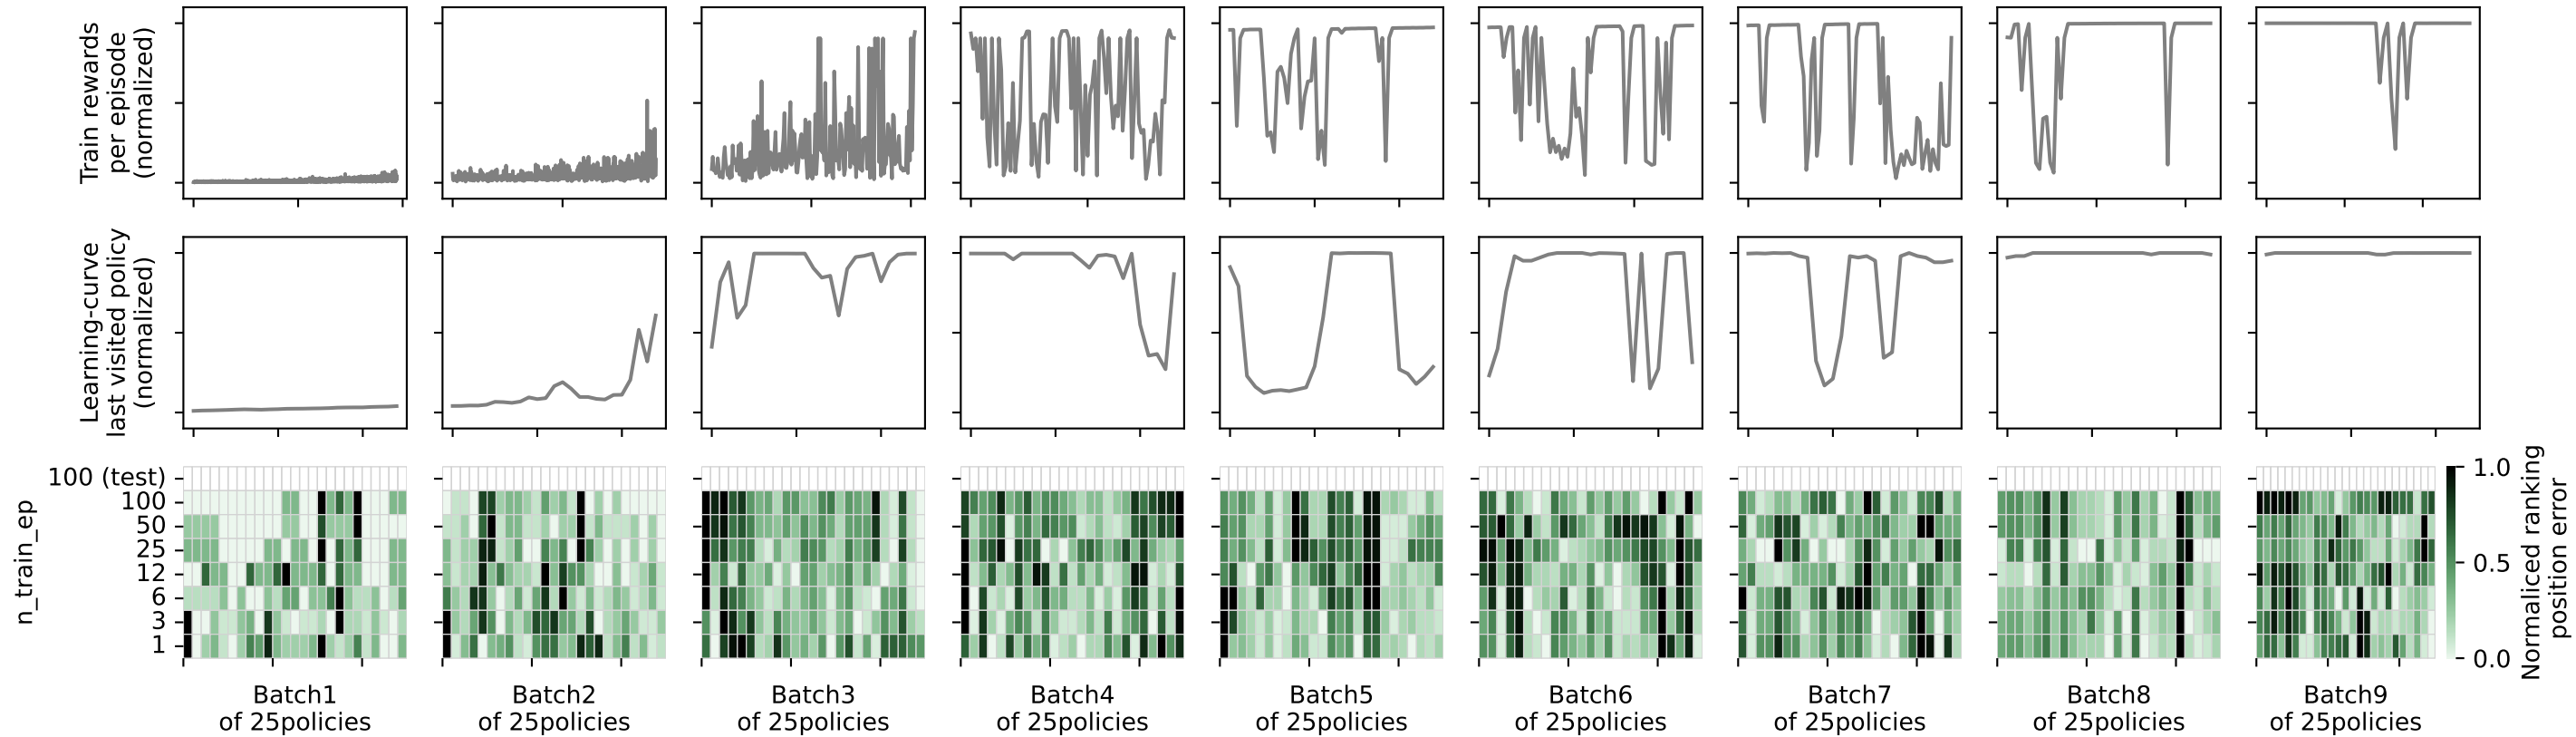 Train rewards
per episode
(normalized)
Learning-curve
last visited policy
(normalized)
n_train_ep
100 (test)
100
50
25
12
6
3
1
Batch1
of 25policies
Batch2
of 25policies
Batch3
of 25policies
Batch4
of 25policies
Batch5
of 25policies
Batch6
of 25policies
Batch7
of 25policies
Batch8
of 25policies
Batch9
of 25policies
1.0
0.5
0.0
Normaliced ranking
position error